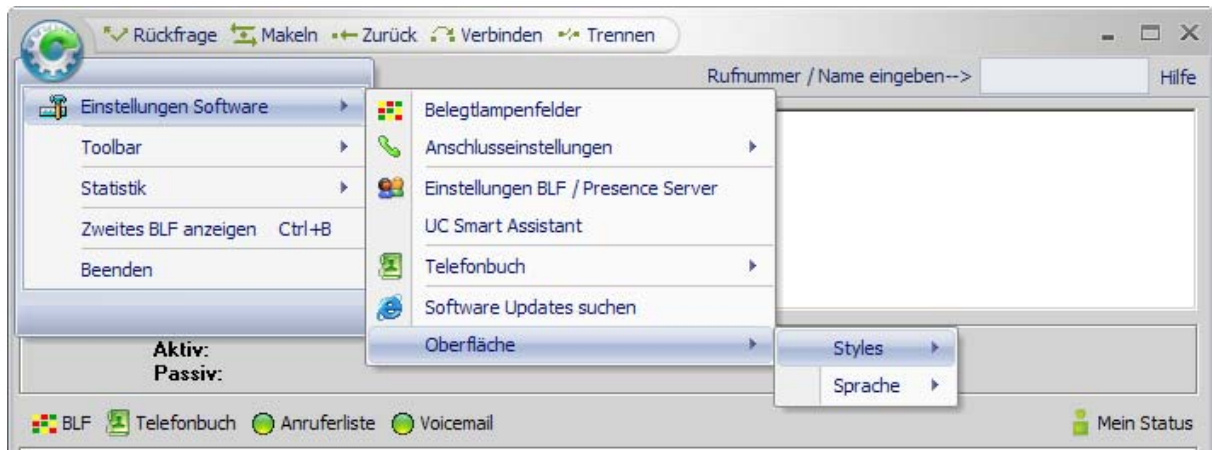 Rückfrage Makeln Zurück Verbinden Trennen
Rufnummer / Name eingeben--> Hilfe
Einstellungen Software
Toolbar
Statistik
Zweites BLF anzeigen Ctrl+B
Beenden
Belegtlampenfelder
Anschlusseinstellungen
Einstellungen BLF / Presence Server
UC Smart Assistant
Telefonbuch
Software Updates suchen
Oberfläche
Styles
Sprache
Aktiv:
Passiv:
BLF Telefonbuch Anruferliste Voicemail Mein Status